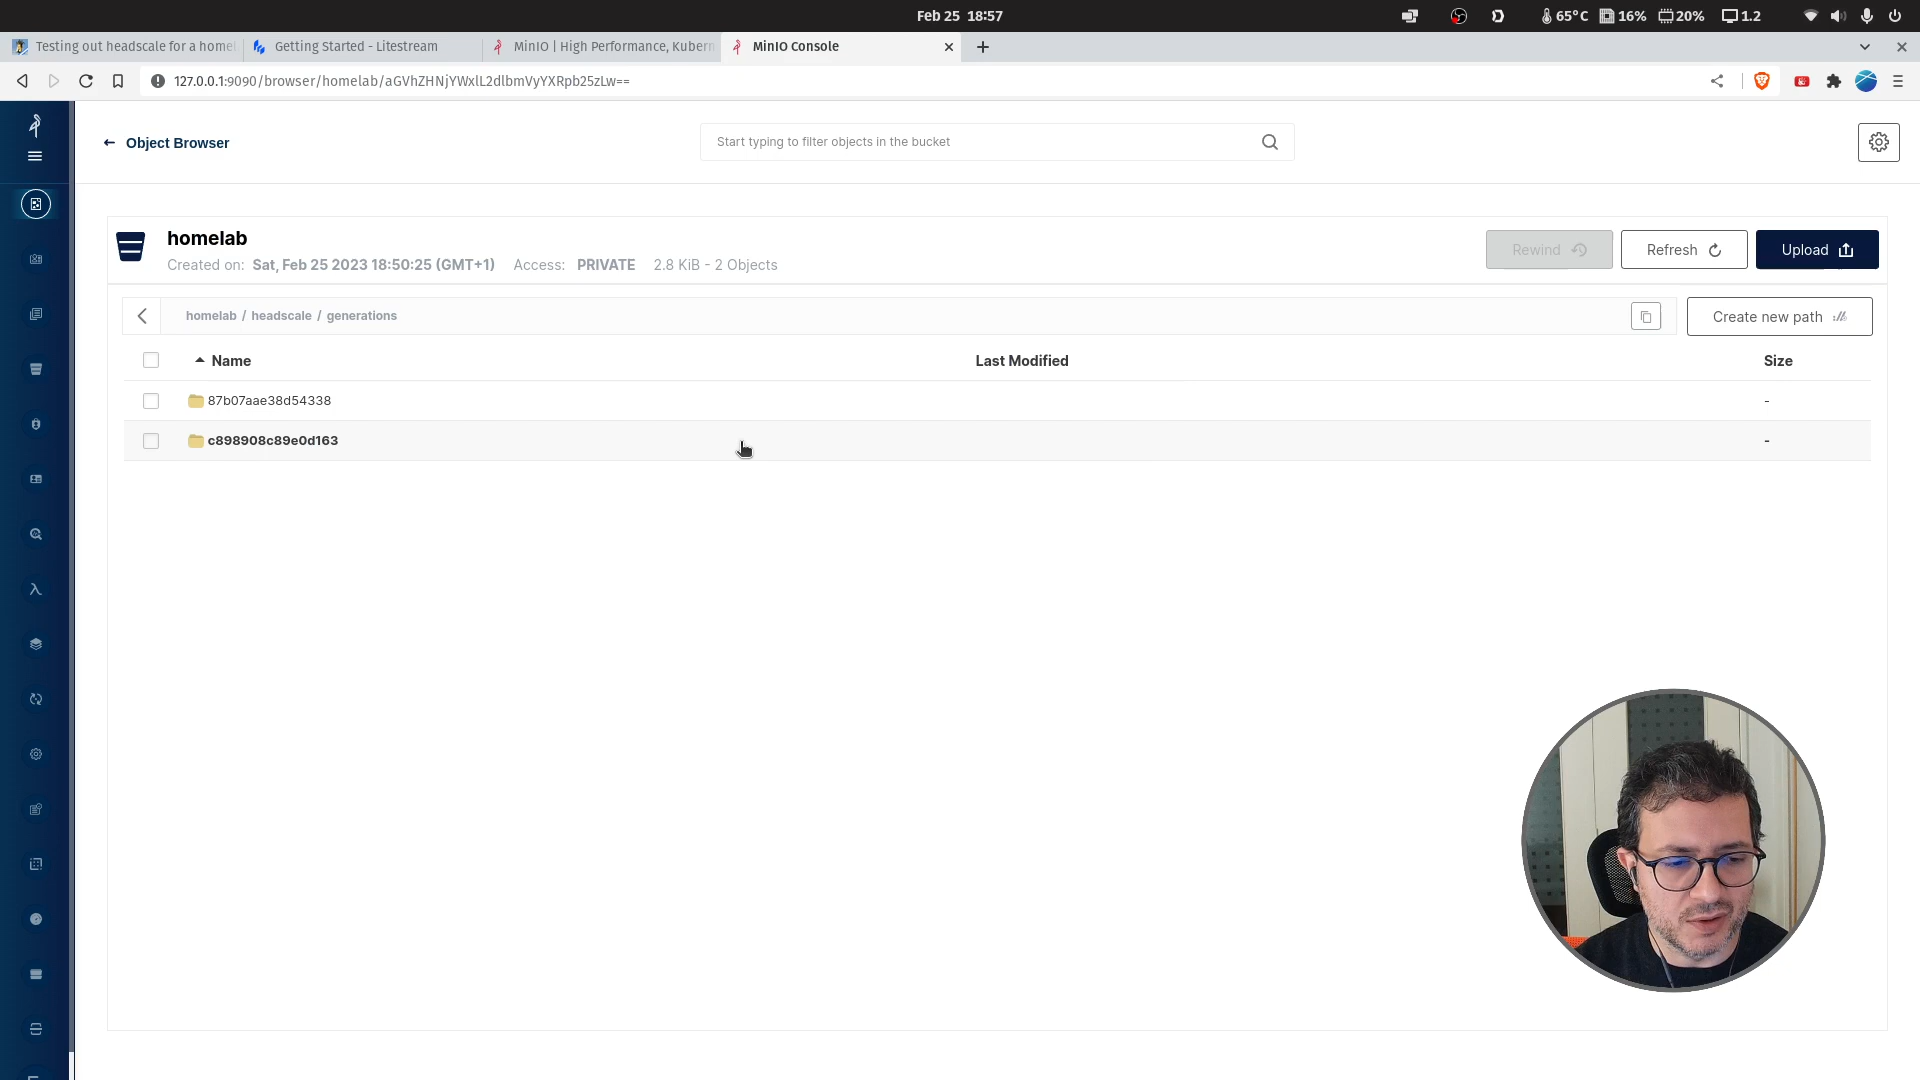 Feb 25 18:57
65°C 16% 20% 1.2
Testing out headscale for a homel
Getting Started - Litestream
MinIO | High Performance, Kubern
MinIO Console
127.0.0.1:9090/browser/homelab/aGVhZHNjYWxlL2dlbmVyYXRpb25zLw==
Object Browser
Start typing to filter objects in the bucket
homelab
Created on: Sat, Feb 25 2023 18:50:25 (GMT+1) Access: PRIVATE 2.8 KiB - 2 Objects
Rewind
Refresh
Upload
homelab / headscale / generations
Create new path
Name Last Modified Size
87b07aae38d54338 -
c898908c89e0d163 -